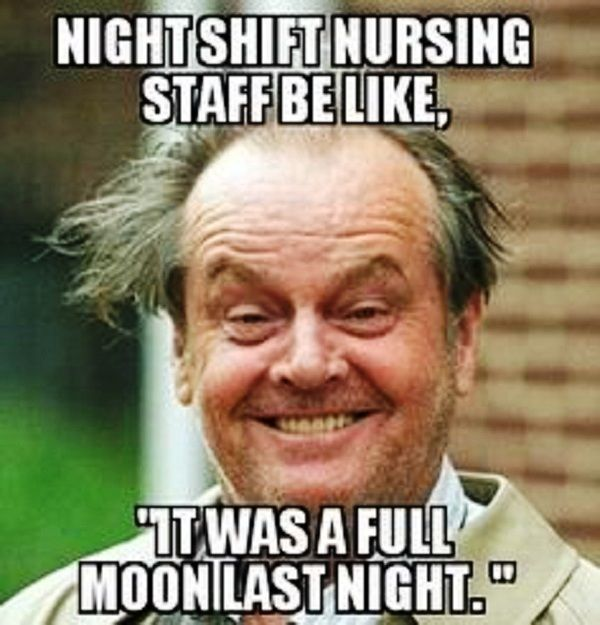 NIGHT SHIFT NURSING
STAFF BE LIKE,
"IT WAS A FULL
MOON LAST NIGHT."